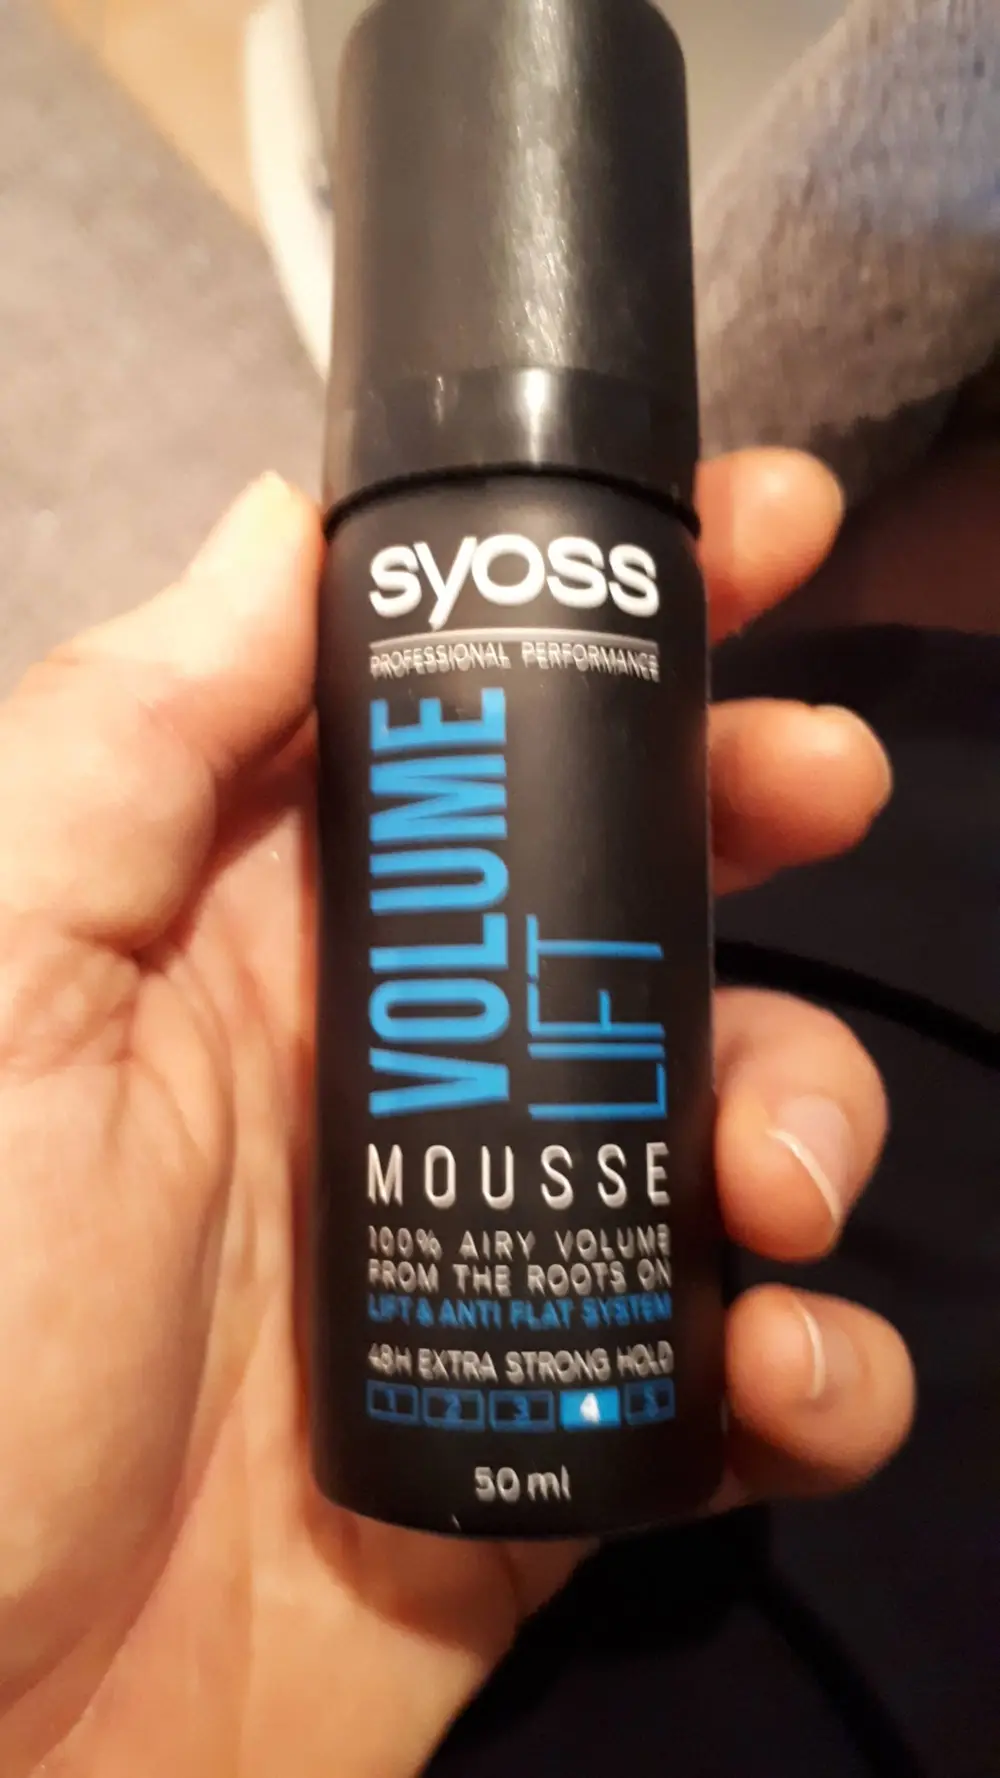 syoss
PROFESSIONAL PERFORMANCE
VOLUME
LIFT
MOUSSE
100% AIRY VOLUME
FROM THE ROOTS ON
LIFT & ANTI FLAT SYSTEM
48H EXTRA STRONG HOLD
1 2 3 4 5
50 ml